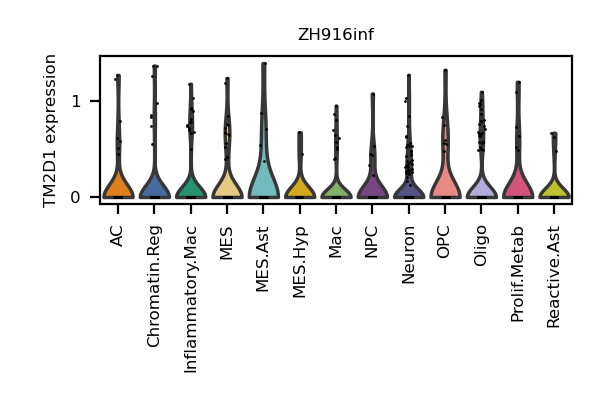 ZH916inf
TM2D1 expression
1
0
AC
Chromatin.Reg
Inflammatory.Mac
MES
MES.Ast
MES.Hyp
Mac
NPC
Neuron
OPC
Oligo
Prolif.Metab
Reactive.Ast